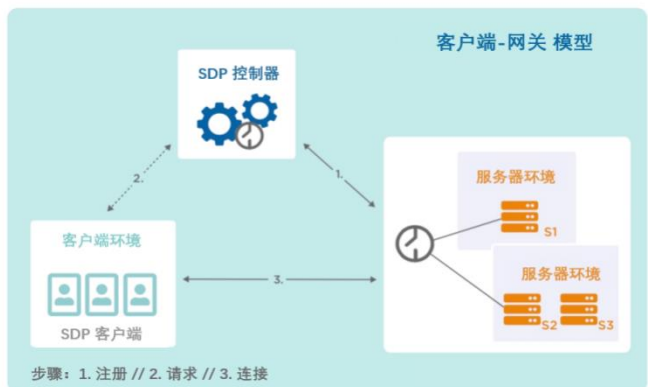 客户端-网关 模型
SDP 控制器
1.
2.
服务器环境
S1
客户端环境
服务器环境
3.
S2
S3
SDP 客户端
步骤：1. 注册 // 2. 请求 // 3. 连接